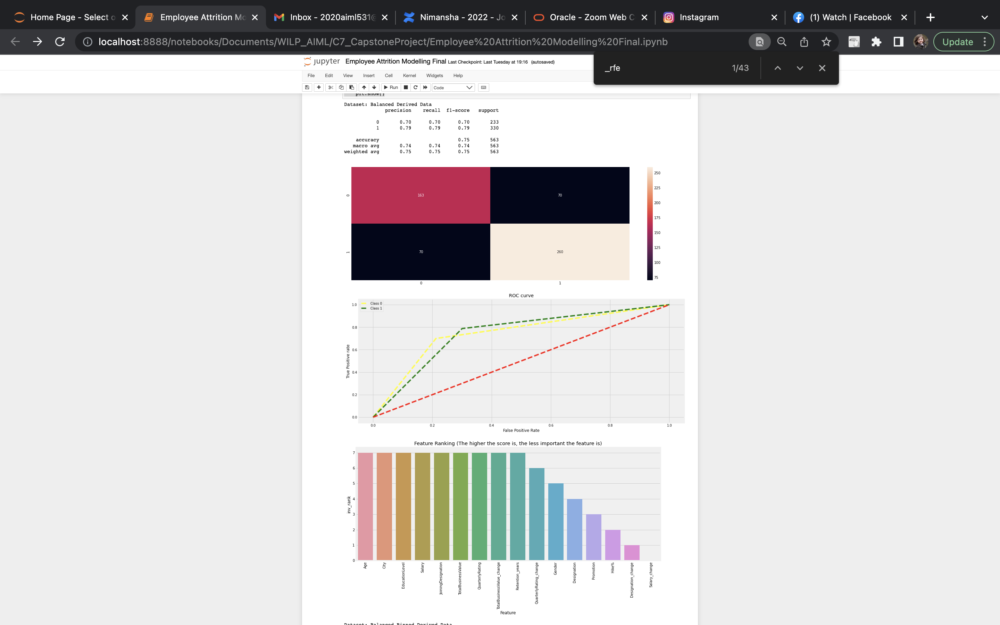 Home Page - Select o
Employee Attrition Mo
Inbox - 2020aiml531@
Nimansha - 2022 - Jo
Oracle - Zoom Web C
Instagram
(1) Watch | Facebook
localhost:8888/notebooks/Documents/WILP_AIML/C7_CapstoneProject/Employee%20Attrition%20Modelling%20Final.ipynb
Update
jupyter Employee Attrition Modelling Final Last Checkpoint: Last Tuesday at 19:16 (autosaved)
_rfe 1/43
File Edit View Insert Cell Kernel Widgets Help
Run Code
plt.show()
Dataset: Balanced Derived Data
precision recall f1-score support
0 0.70 0.70 0.70 233
1 0.79 0.79 0.79 330
accuracy 0.75 563
macro avg 0.74 0.74 0.74 563
weighted avg 0.75 0.75 0.75 563
0
163
70
1
70
260
0
1
250
225
200
175
150
125
100
75
ROC curve
Class 0
Class 1
1.0
0.8
0.6
0.4
0.2
0.0
True Positive rate
0.0 0.2 0.4 0.6 0.8 1.0
False Positive Rate
Feature Ranking (The higher the score is, the less important the feature is)
7
6
5
4
3
2
1
0
inv_rank
Age
City
EducationLevel
Salary
JoiningDesignation
TotalBusinessValue
QuarterlyRating
TotalBusinessValue_change
Retention_years
QuarterlyRating_change
Gender
Designation
Promotion
Hike%
Designation_change
Salary_change
Feature
Dataset: Balanced Binned Derived Data